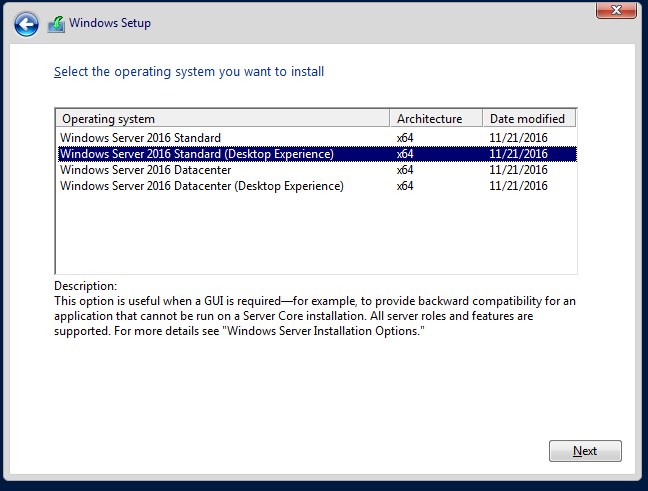 Windows Setup
Select the operating system you want to install
Operating system Architecture Date modified
Windows Server 2016 Standard x64 11/21/2016
Windows Server 2016 Standard (Desktop Experience) x64 11/21/2016
Windows Server 2016 Datacenter x64 11/21/2016
Windows Server 2016 Datacenter (Desktop Experience) x64 11/21/2016
Description:
This option is useful when a GUI is required—for example, to provide backward compatibility for an
application that cannot be run on a Server Core installation. All server roles and features are
supported. For more details see "Windows Server Installation Options."
Next